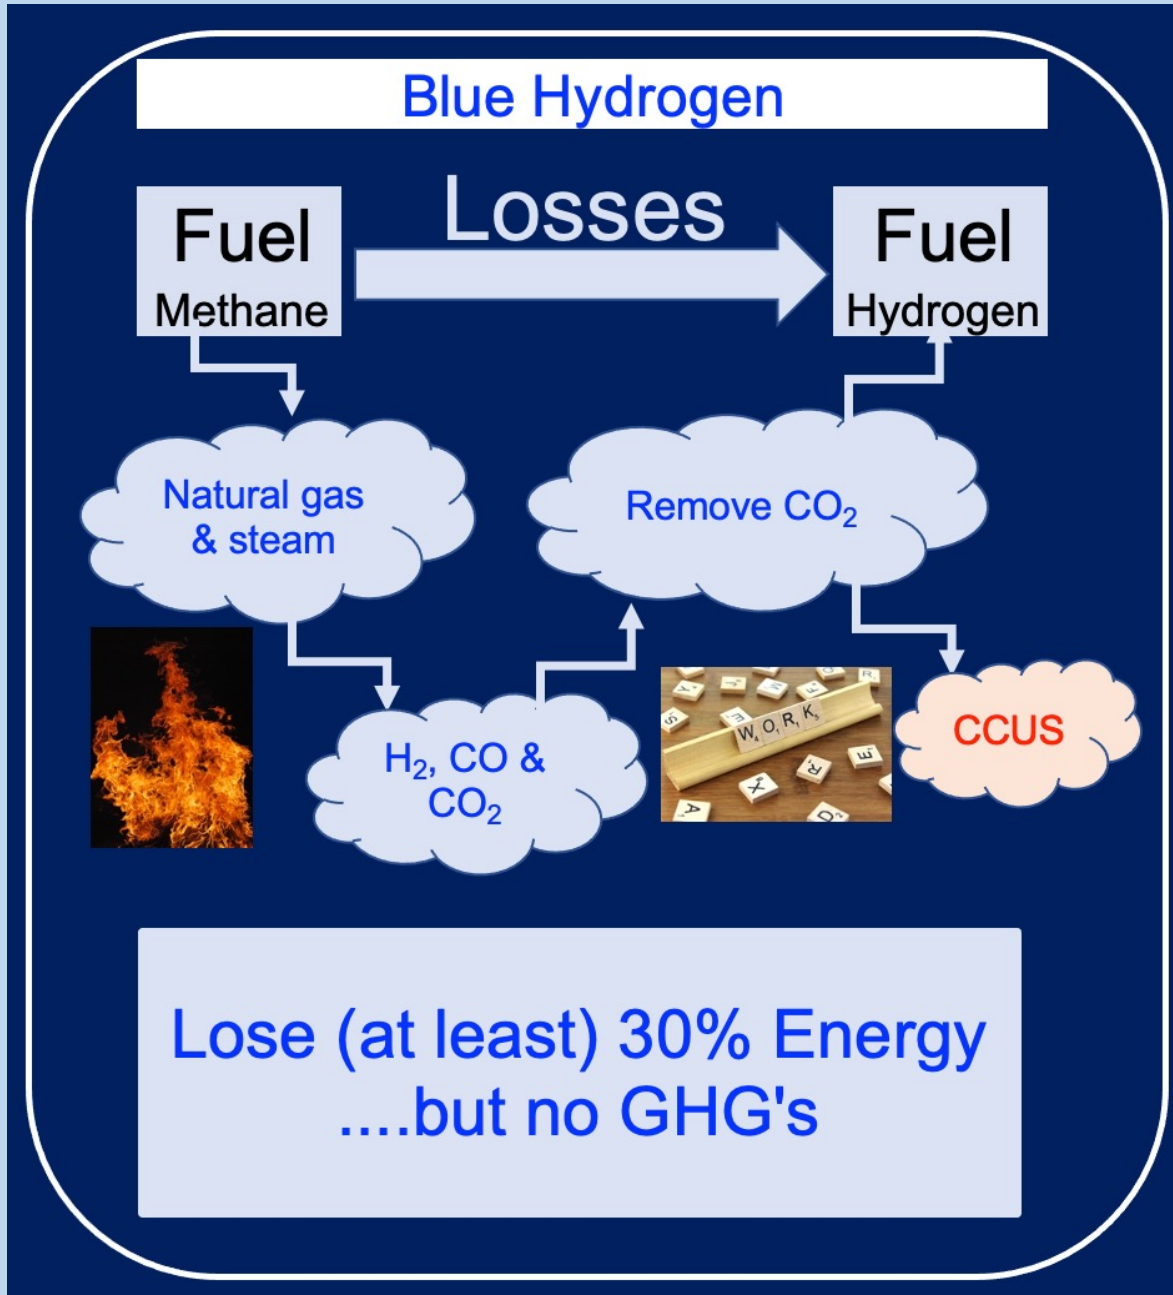 Blue Hydrogen
Losses
Fuel
Methane
Fuel
Hydrogen
Natural gas
& steam
Remove CO₂
H₂, CO &
CO₂
WORK
CCUS
Lose (at least) 30% Energy
....but no GHG's